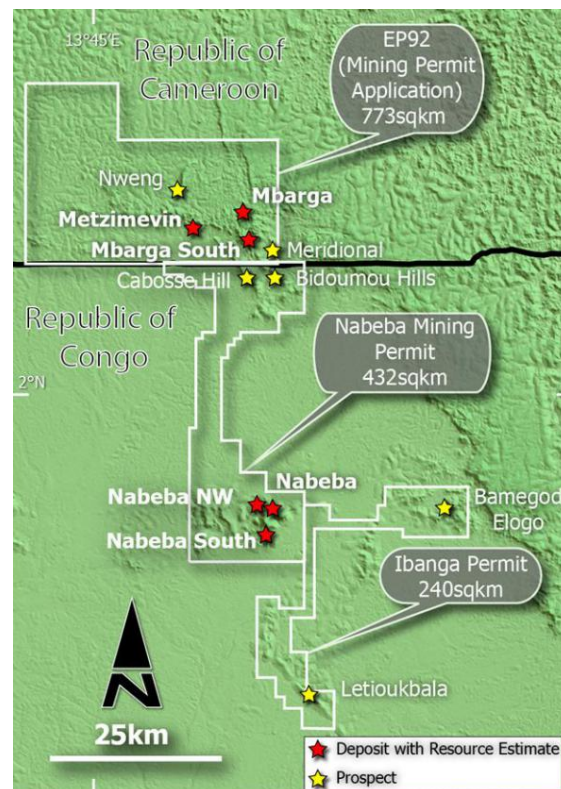 13°45'E
Republic of
Cameroon
EP92
(Mining Permit
Application)
773sqkm
Nweng
Mbarga
Metzimevin
Mbarga South
Meridional
Cabosse Hill
Bidoumou Hills
Republic of
Congo
Nabeba Mining
Permit
432sqkm
2°N
Nabeba
Nabeba NW
Bamegod
Elogo
Nabeba South
Ibanga Permit
240sqkm
Letioukbala
N
25km
Deposit with Resource Estimate
Prospect